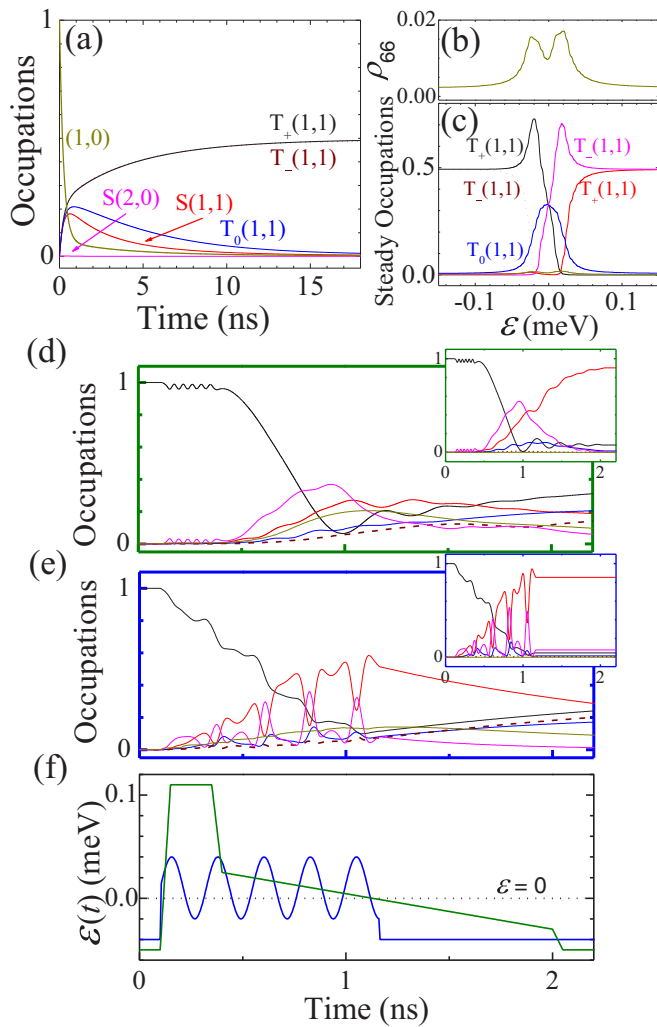 (a)
1
0
Occupations
(1,0)
S(2,0)
S(1,1)
T₀(1,1)
T₊(1,1)
T₋(1,1)
0 5 10 15
Time (ns)
(b)
0.02
0.00
ρ₆₆
(c)
0.5
0.0
Steady Occupations
T₊(1,1)
T₋(1,1)
T₋(1,1)
T₊(1,1)
T₀(1,1)
-0.1 0.0 0.1
ε (meV)
(d)
1
0
Occupations
0 1 2
1
0
0 1 2
(e)
1
0
Occupations
1
0
0 1 2
(f)
0.1
0.0
ε(t) (meV)
ε = 0
0 1 2
Time (ns)